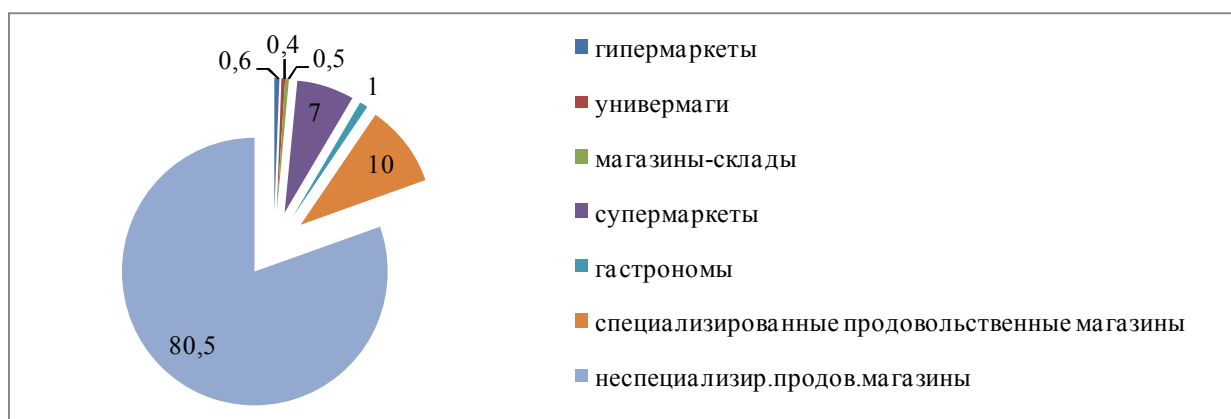 0,6
0,4
0,5
7
1
10
80,5
гипермаркеты
универмаги
магазины-склады
супермаркеты
гастрономы
специализированные продовольственные магазины
неспециализир.продов.магазины